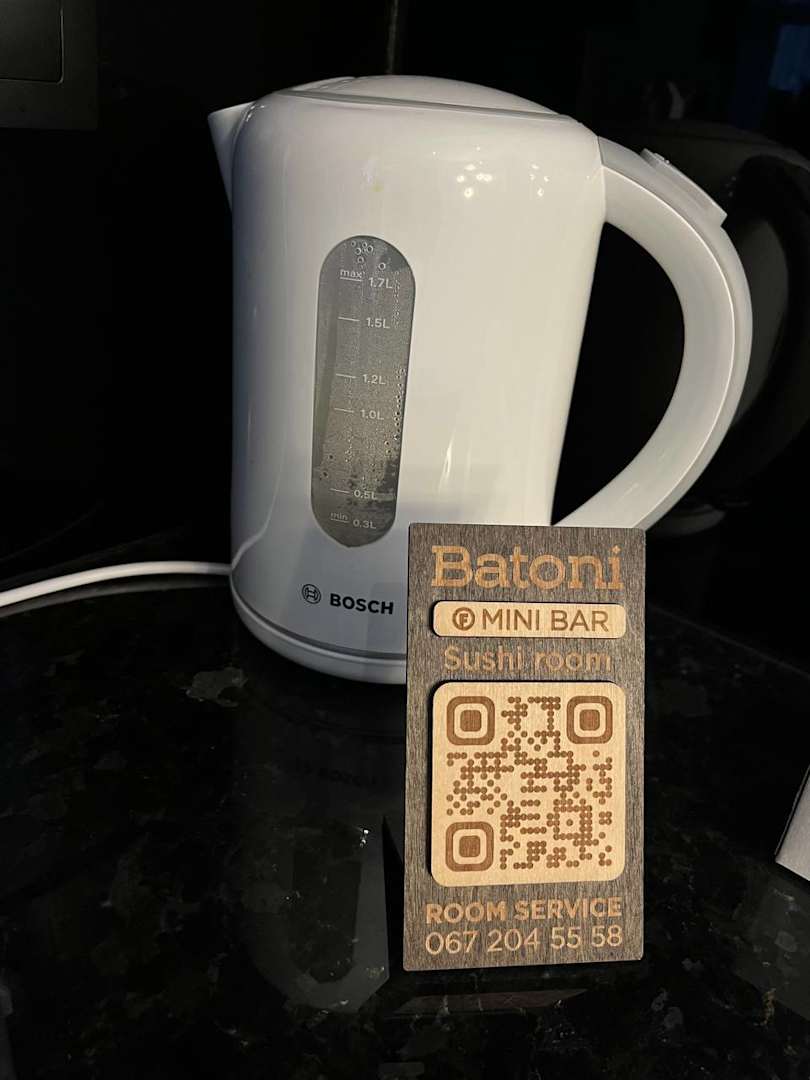 max
1.7L
1.5L
1.2L
1.0L
0.5L
min
0.3L
BOSCH
Batoni
F MINI BAR
Sushi room
ROOM SERVICE
067 204 55 58